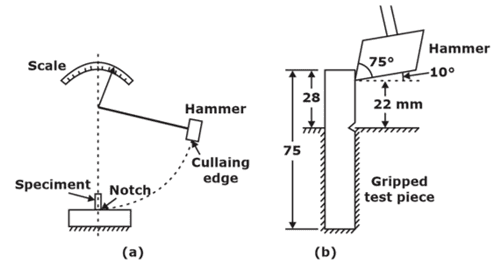 Scale
Hammer
Cullaing
edge
Speciment
Notch
(a)
75°
Hammer
10°
28
22 mm
75
Gripped
test piece
(b)